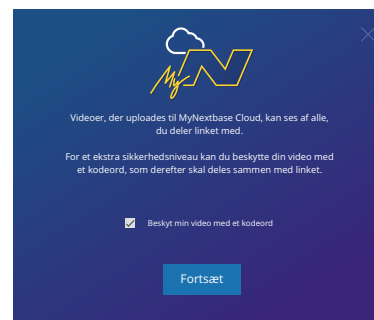 My N
Videoer, der uploades til MyNextbase Cloud, kan ses af alle,
du deler linket med.
For et ekstra sikkerhedsniveau kan du beskytte din video med
et kodeord, som derefter skal deles sammen med linket.
Beskyt min video med et kodeord
Fortsæt